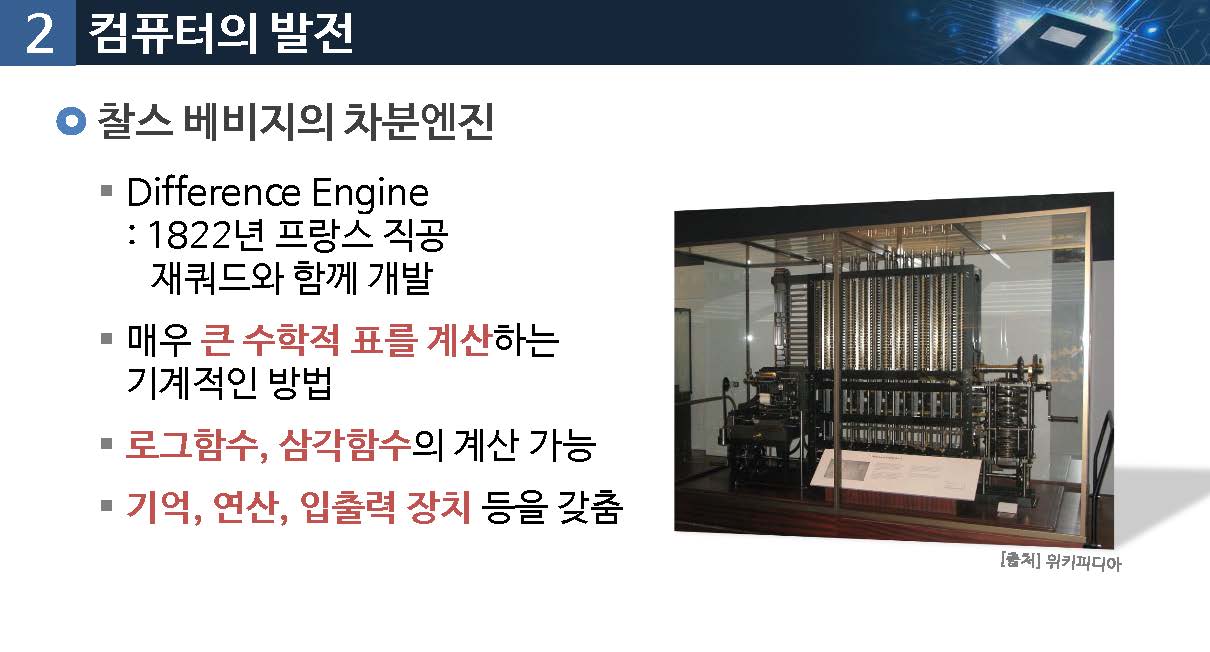 2 컴퓨터의 발전
찰스 베비지의 차분엔진
Difference Engine
: 1822년 프랑스 직공
재쿼드와 함께 개발
매우 큰 수학적 표를 계산하는
기계적인 방법
로그함수, 삼각함수의 계산 가능
기억, 연산, 입출력 장치 등을 갖춤
[출처] 위키피디아